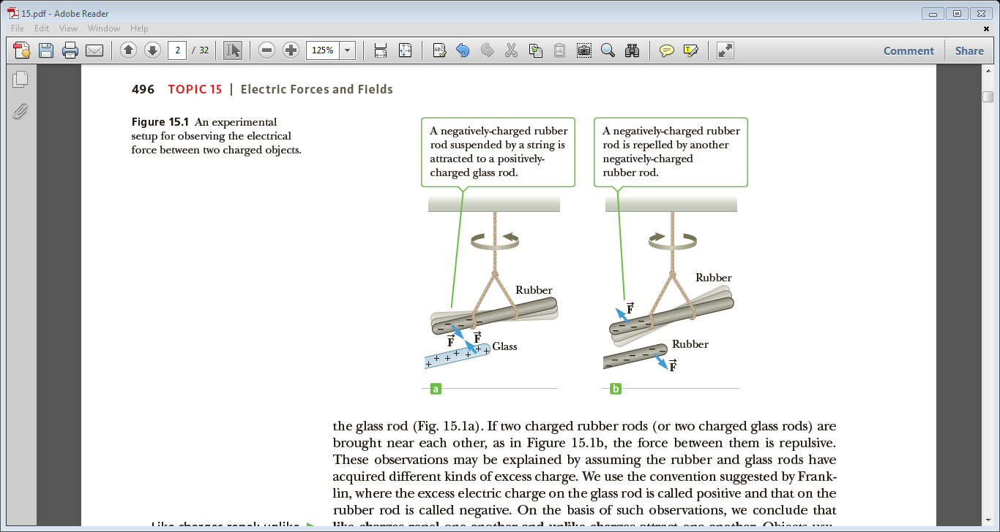 15.pdf - Adobe Reader
File Edit View Window Help
2 / 32
125%
Comment
Share
496 TOPIC 15 | Electric Forces and Fields
Figure 15.1 An experimental
setup for observing the electrical
force between two charged objects.
A negatively-charged rubber
rod suspended by a string is
attracted to a positively-
charged glass rod.
A negatively-charged rubber
rod is repelled by another
negatively-charged
rubber rod.
Rubber
F
F
Glass
a
Rubber
F
Rubber
F
b
the glass rod (Fig. 15.1a). If two charged rubber rods (or two charged glass rods) are
brought near each other, as in Figure 15.1b, the force between them is repulsive.
These observations may be explained by assuming the rubber and glass rods have
acquired different kinds of excess charge. We use the convention suggested by Frank-
lin, where the excess electric charge on the glass rod is called positive and that on the
rubber rod is called negative. On the basis of such observations, we conclude that
Like charges repel; unlike
like charges repel one another and unlike charges attract one another. Objects usu-